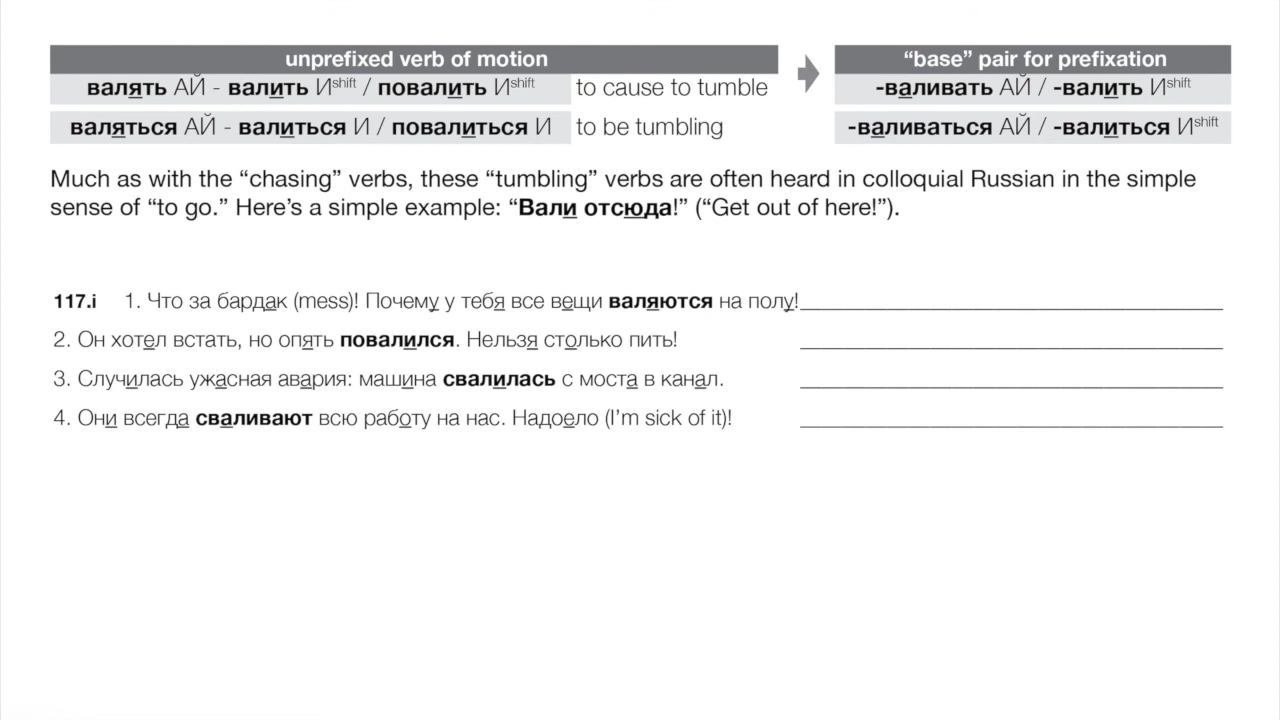 unprefixed verb of motion "base" pair for prefixation
валять АЙ - валить Иshift / повалить Иshift to cause to tumble -валивать АЙ / -валить Иshift
валяться АЙ - валиться И / повалиться И to be tumbling -валиваться АЙ / -валиться Иshift
Much as with the “chasing” verbs, these “tumbling” verbs are often heard in colloquial Russian in the simple
sense of “to go.” Here’s a simple example: “Вали отсюда!” (“Get out of here!”).
117.i 1. Что за бардак (mess)! Почему у тебя все вещи валяются на полу!
2. Он хотел встать, но опять повалился. Нельзя столько пить!
3. Случилась ужасная авария: машина свалилась с моста в канал.
4. Они всегда сваливают всю работу на нас. Надоело (I’m sick of it)!